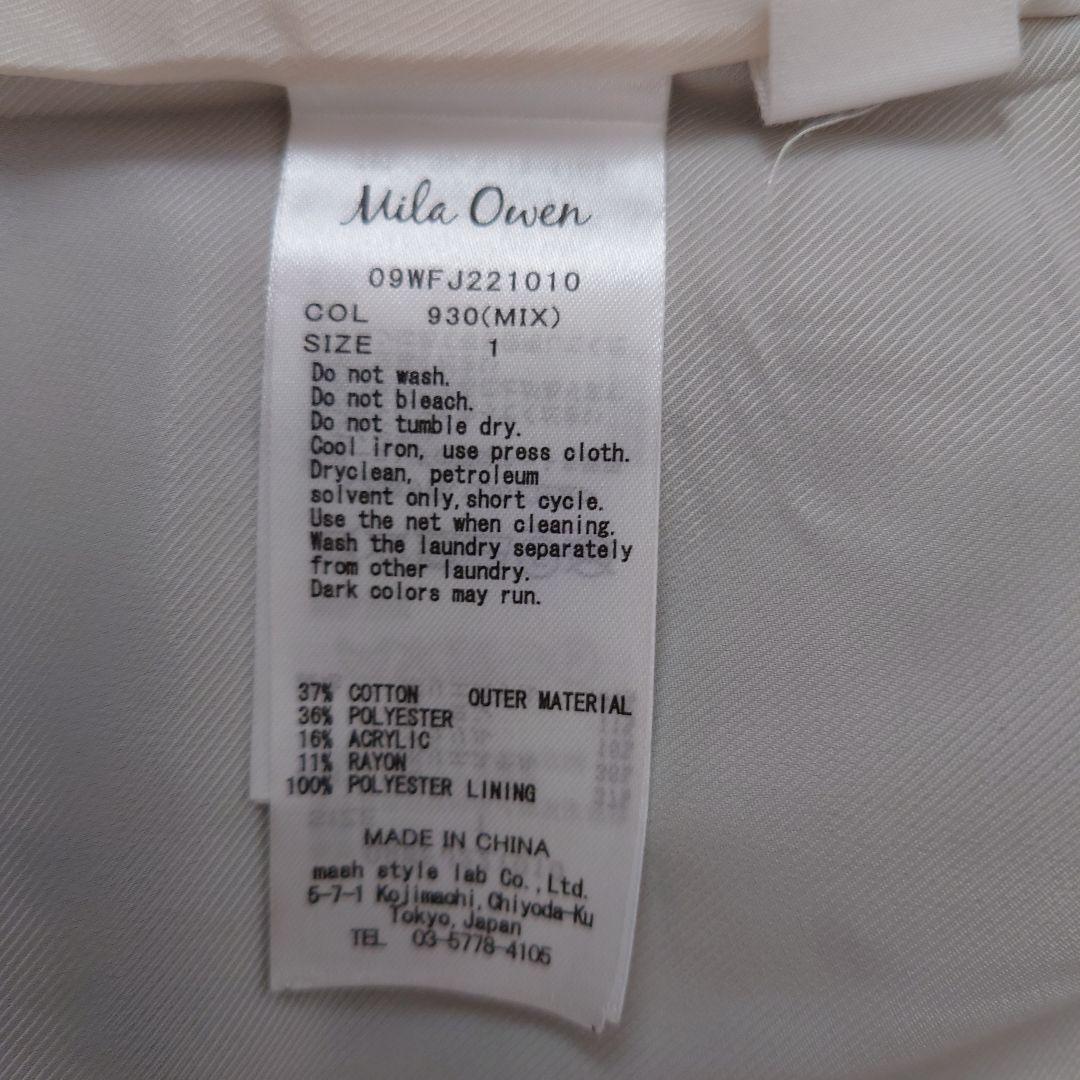 Mila Owen
09WFJ221010
COL 930(MIX)
SIZE 1
Do not wash.
Do not bleach.
Do not tumble dry.
Cool iron, use press cloth.
Dryclean, petroleum
solvent only,short cycle.
Use the net when cleaning.
Wash the laundry separately
from other laundry.
Dark colors may run.
37% COTTON OUTER MATERIAL
36% POLYESTER
16% ACRYLIC
11% RAYON
100% POLYESTER LINING
MADE IN CHINA
mash style lab Co.,Ltd.
5-7-1 Kojimachi,Chiyoda-Ku
Tokyo,Japan
TEL 03-5778-4105